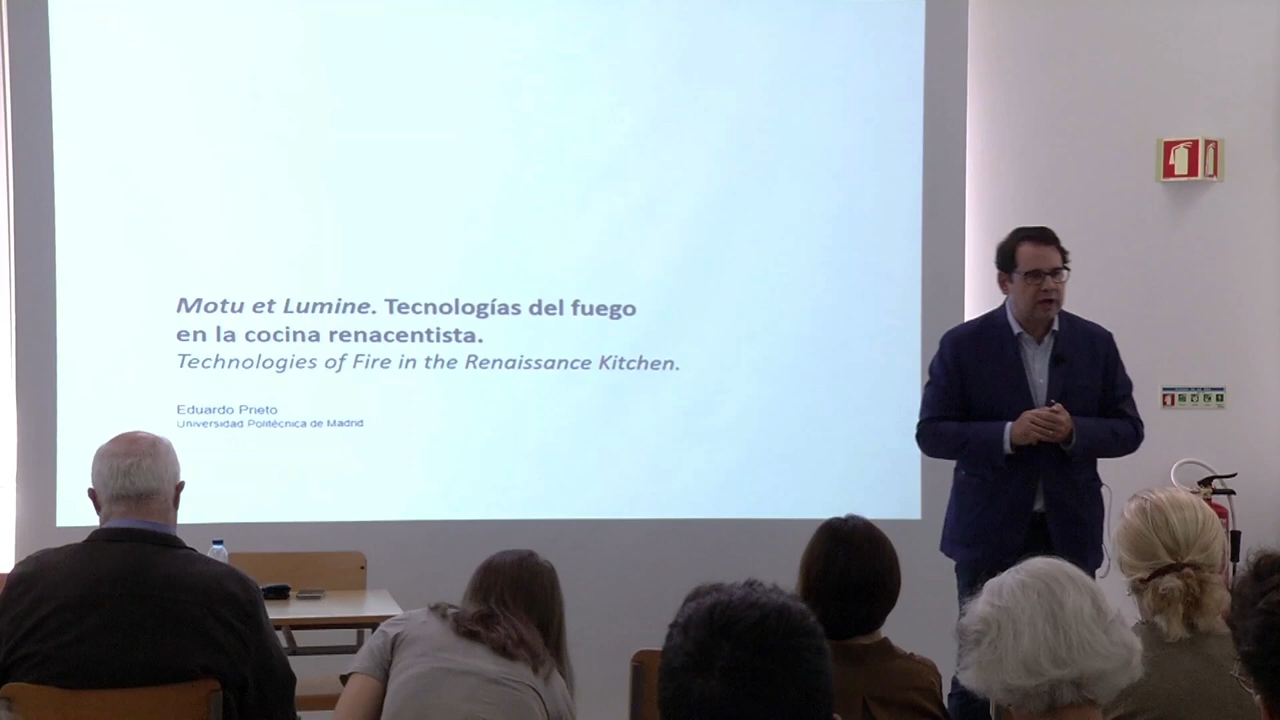 Motu et Lumine. Tecnologías del fuego
en la cocina renacentista.
Technologies of Fire in the Renaissance Kitchen.
Eduardo Prieto
Universidad Politécnica de Madrid